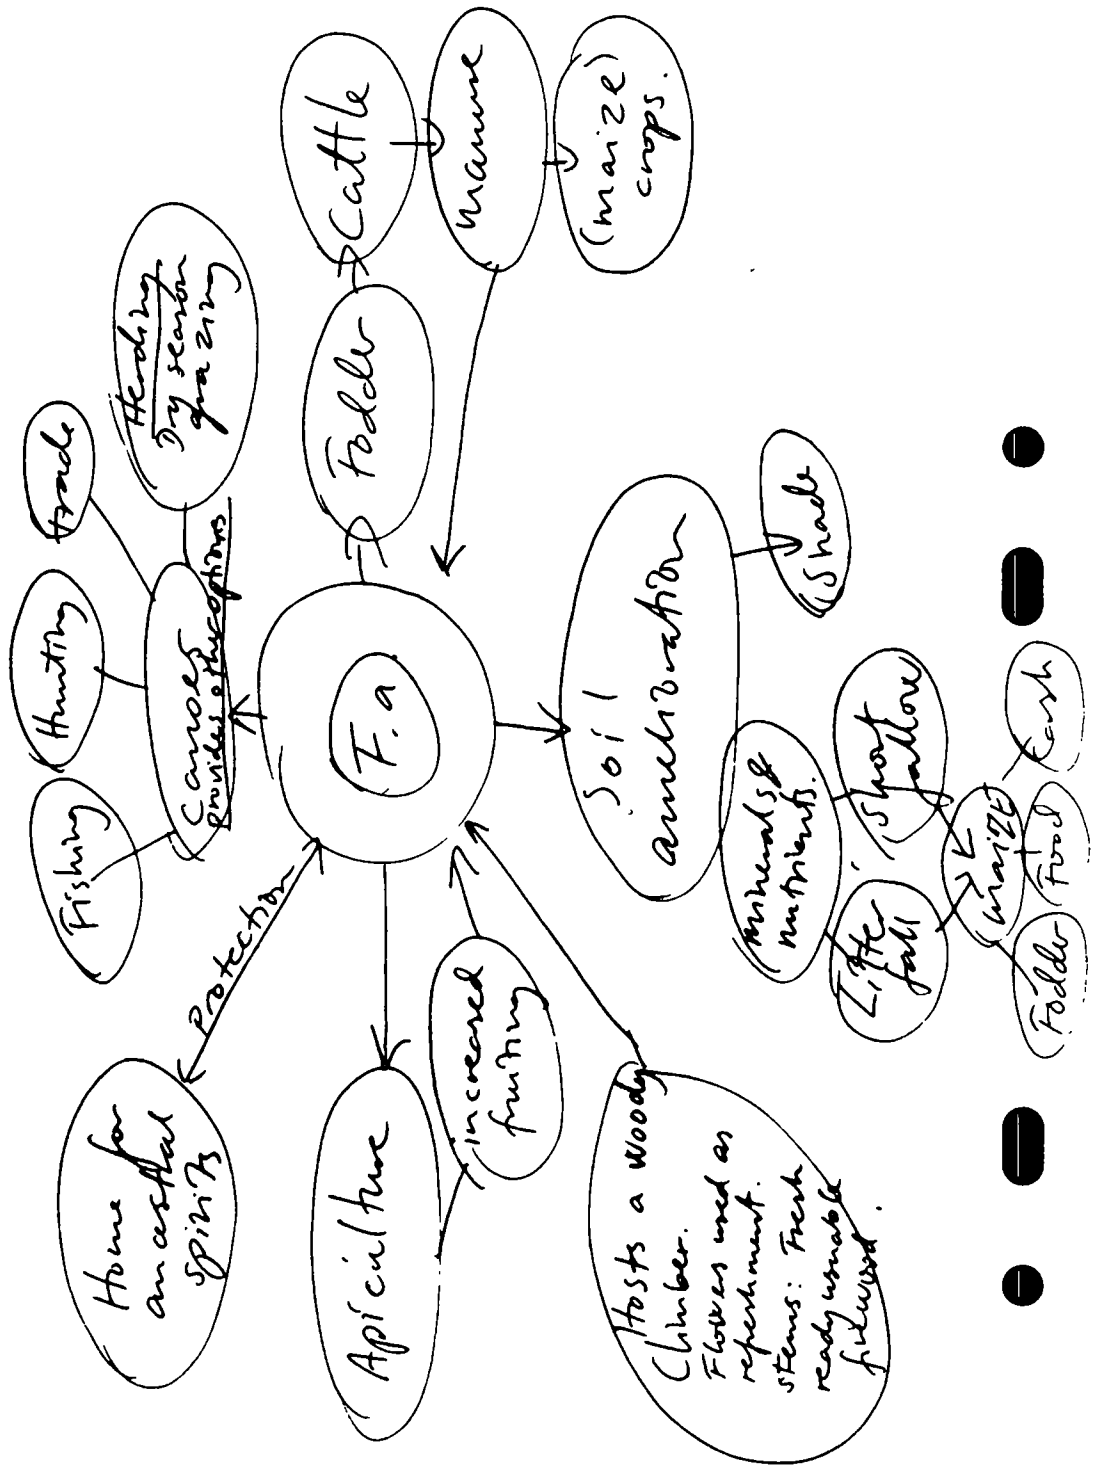 Home for
ancestral
spirits
Protection
Fishing
Hunting
Trade
Canoes
provides other options
Herding
Dry season
grazing
Apiculture
increased
fruiting
F.a
Fodder
Cattle
manure
(maize)
crops.
Hosts a woody
Climber.
Flowers used as
refreshment.
stems: Fresh
ready usable
firewood.
Soil
amelioration
Shade
minerals &
nutrients.
Litter
fall
Short
fallow
MAIZE
Fodder
Food
Cash